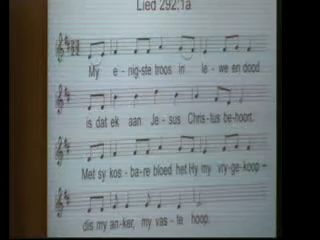 Lied 292:1a
My e-nig-ste troos in le-we en dood
is dat ek aan Je-sus Chris-tus behoort.
Met sy kos-ba-re bloed het Hy my vry-ge-koop-
dis my an-ker, my vas-te hoop.